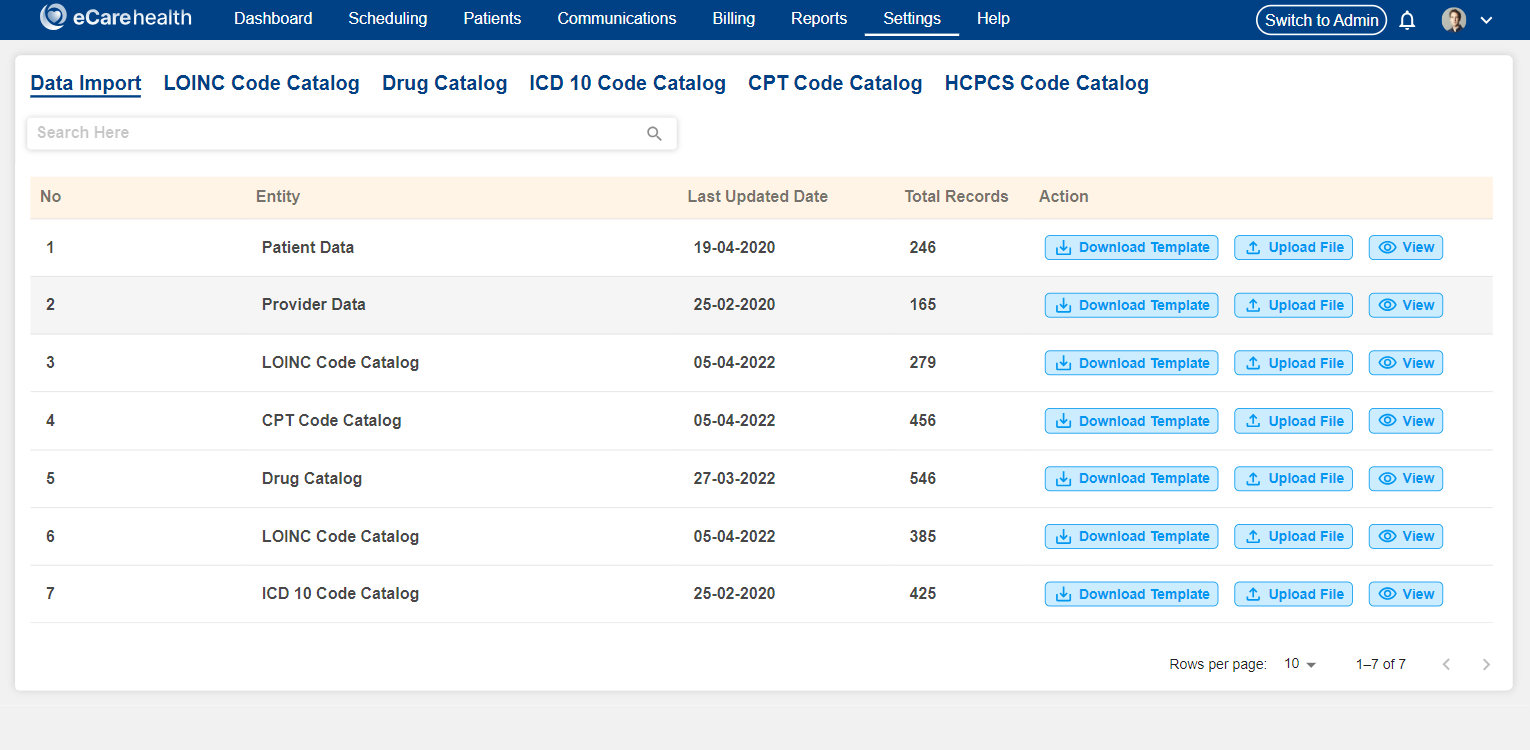 eCarehealth Dashboard Scheduling Patients Communications Billing Reports Settings Help Switch to Admin
Data Import LOINC Code Catalog Drug Catalog ICD 10 Code Catalog CPT Code Catalog HCPCS Code Catalog
Search Here
No Entity Last Updated Date Total Records Action
1 Patient Data 19-04-2020 246 Download Template Upload File View
2 Provider Data 25-02-2020 165 Download Template Upload File View
3 LOINC Code Catalog 05-04-2022 279 Download Template Upload File View
4 CPT Code Catalog 05-04-2022 456 Download Template Upload File View
5 Drug Catalog 27-03-2022 546 Download Template Upload File View
6 LOINC Code Catalog 05-04-2022 385 Download Template Upload File View
7 ICD 10 Code Catalog 25-02-2020 425 Download Template Upload File View
Rows per page: 10 1–7 of 7